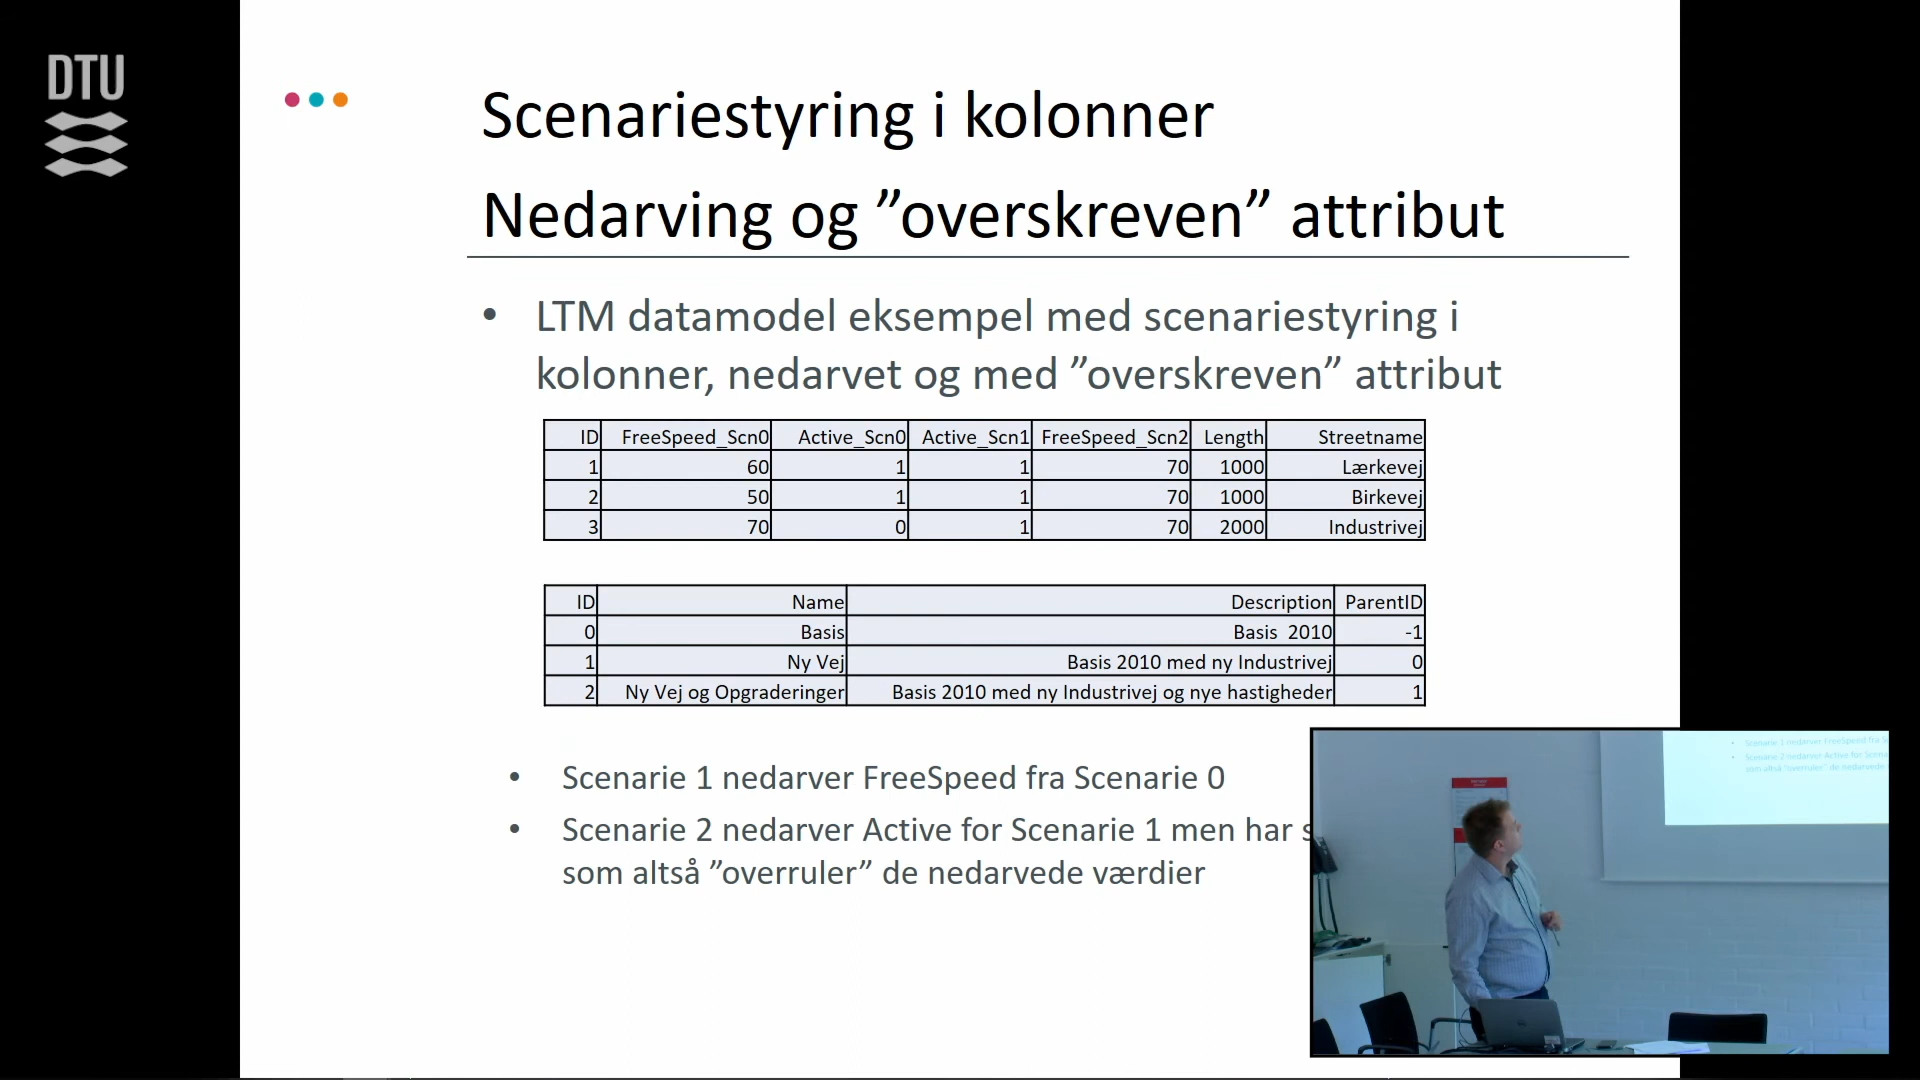 DTU
Scenariestyring i kolonner
Nedarving og ”overskreven” attribut
• LTM datamodel eksempel med scenariestyring i
kolonner, nedarvet og med ”overskreven” attribut
ID FreeSpeed_Scn0 Active_Scn0 Active_Scn1 FreeSpeed_Scn2 Length Streetname
1 60 1 1 70 1000 Lærkevej
2 50 1 1 70 1000 Birkevej
3 70 0 1 70 2000 Industrivej
ID Name Description ParentID
0 Basis Basis 2010 -1
1 Ny Vej Basis 2010 med ny Industrivej 0
2 Ny Vej og Opgraderinger Basis 2010 med ny Industrivej og nye hastigheder 1
• Scenarie 1 nedarver FreeSpeed fra Scenarie 0
• Scenarie 2 nedarver Active for Scenarie 1 men har
som altså ”overruler” de nedarvede værdier